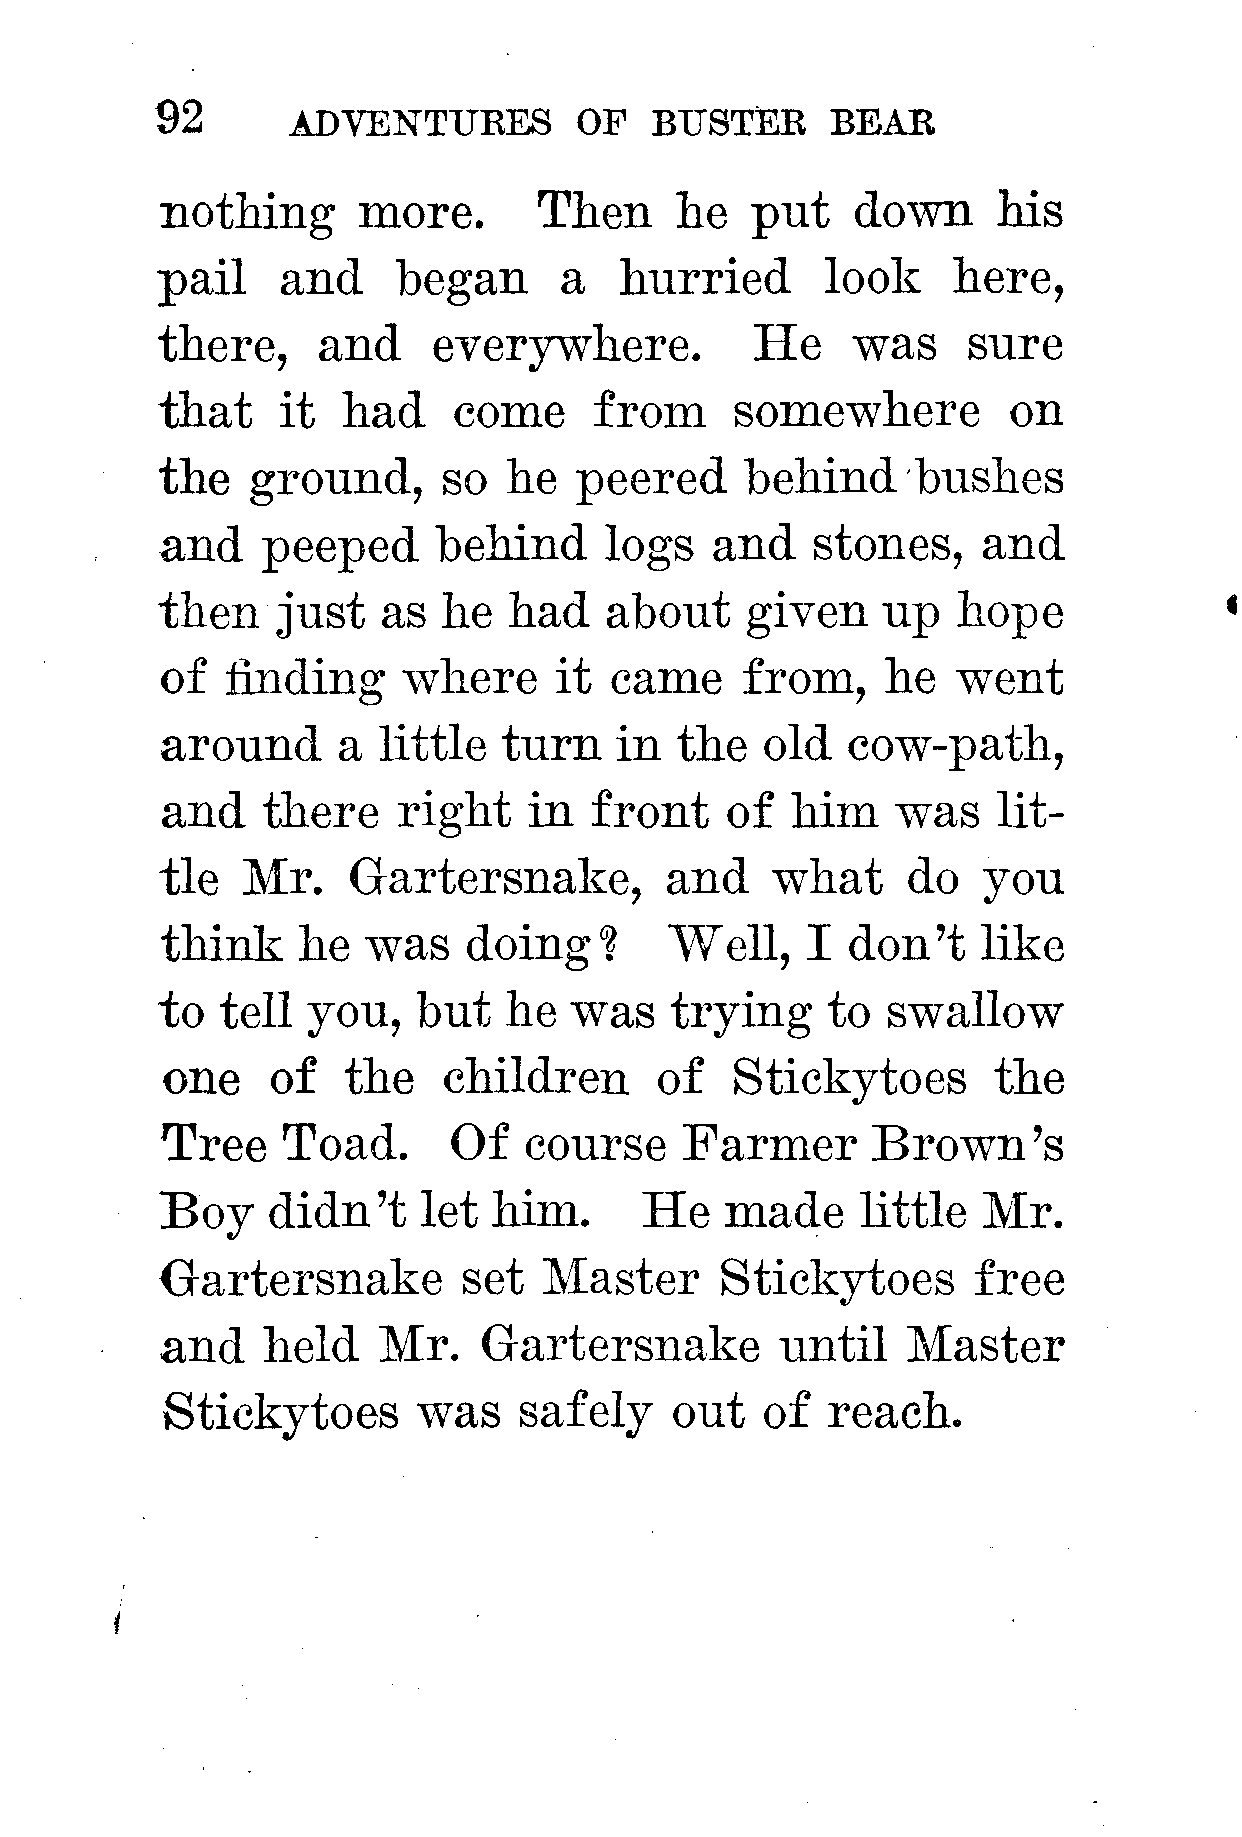 92 ADVENTURES OF BUSTER BEAR
nothing more. Then he put down his
pail and began a hurried look here,
there, and everywhere. He was sure
that it had come from somewhere on
the ground, so he peered behind bushes
and peeped behind logs and stones, and
then just as he had about given up hope
of finding where it came from, he went
around a little turn in the old cow-path,
and there right in front of him was lit-
tle Mr. Gartersnake, and what do you
think he was doing? Well, I don't like
to tell you, but he was trying to swallow
one of the children of Stickytoes the
Tree Toad. Of course Farmer Brown's
Boy didn't let him. He made little Mr.
Gartersnake set Master Stickytoes free
and held Mr. Gartersnake until Master
Stickytoes was safely out of reach.